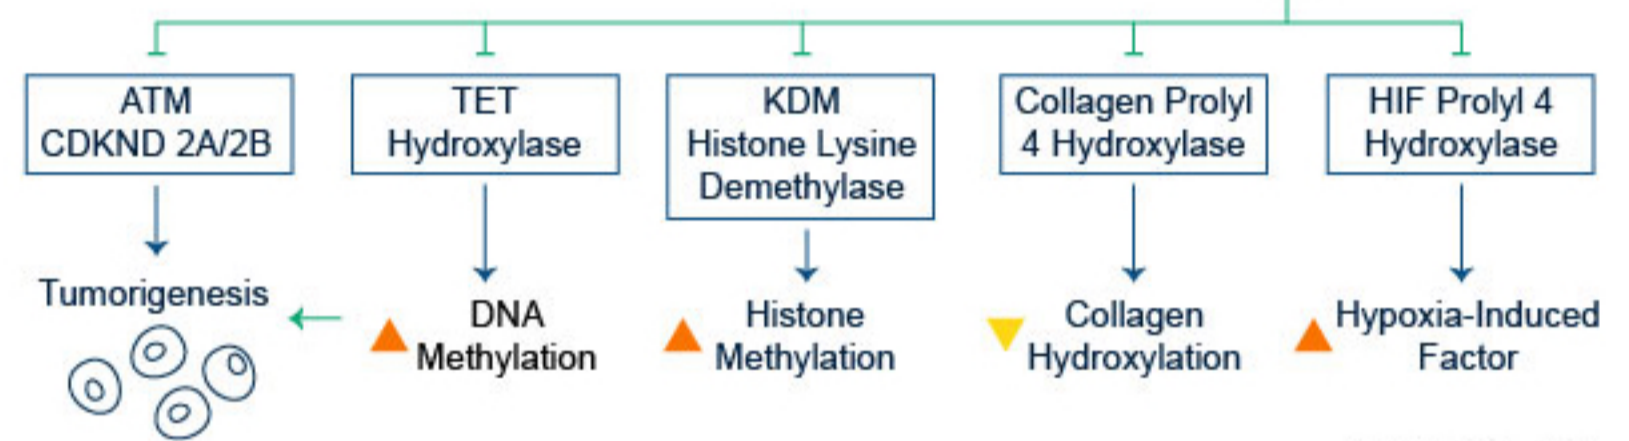 ATM
CDKND 2A/2B
TET
Hydroxylase
KDM
Histone Lysine
Demethylase
Collagen Prolyl
4 Hydroxylase
HIF Prolyl 4
Hydroxylase
Tumorigenesis
DNA
Methylation
Histone
Methylation
Collagen
Hydroxylation
Hypoxia-Induced
Factor